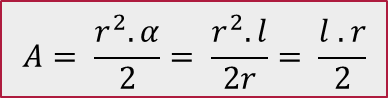 A = r².α / 2 = r².l / 2r = l .r / 2